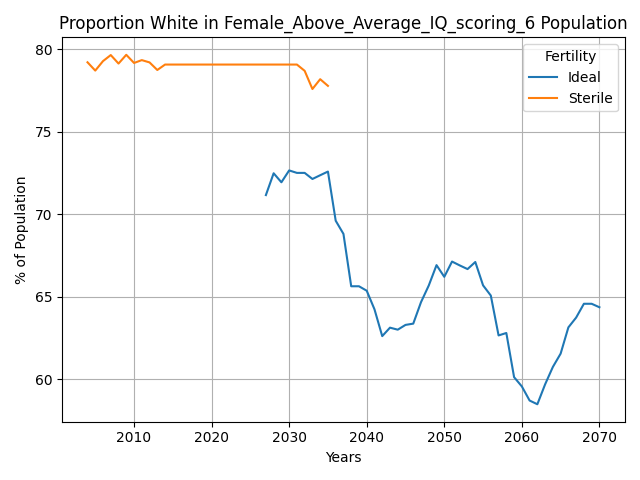 Proportion White in Female_Above_Average_IQ_scoring_6 Population
Fertility
Ideal
Sterile
% of Population
80
75
70
65
60
2010 2020 2030 2040 2050 2060 2070
Years